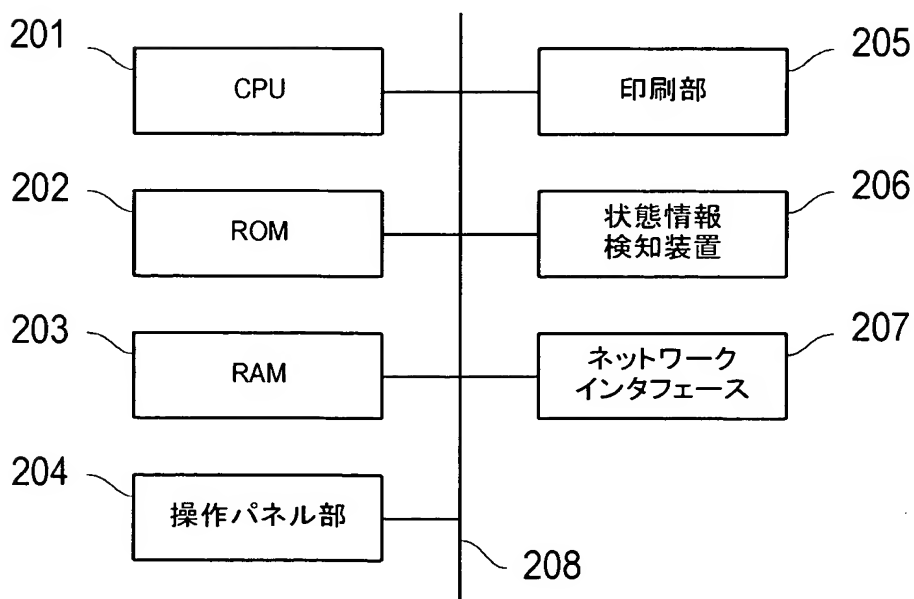 201
CPU
205
印刷部
202
ROM
206
状態情報
検知装置
203
RAM
207
ネットワーク
インタフェース
204
操作パネル部
208